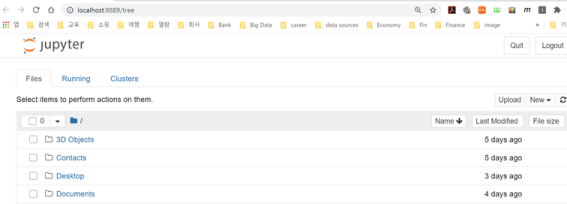 localhost:8889/tree
앱 검색 교육 쇼핑 여행 열람 회사 Bank Big Data career data sources Economy Fin Finance image »
jupyter Quit Logout
Files Running Clusters
Select items to perform actions on them. Upload New
0 / Name Last Modified File size
3D Objects 5 days ago
Contacts 5 days ago
Desktop 3 days ago
Documents 4 days ago